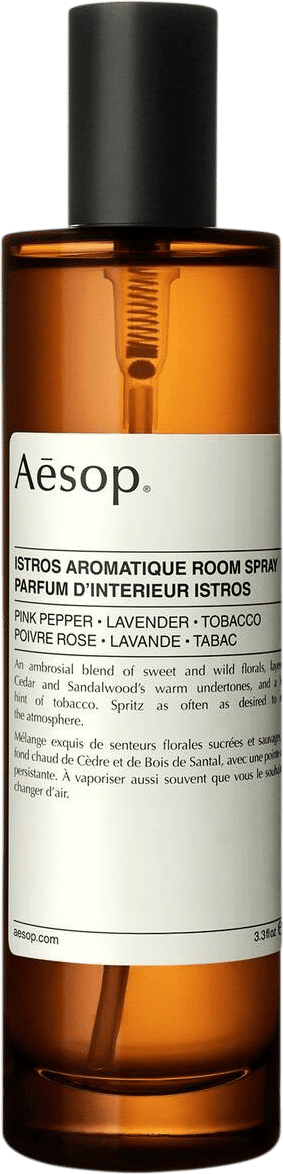 Aēsop®
ISTROS AROMATIQUE ROOM SPRAY
PARFUM D'INTERIEUR ISTROS
PINK PEPPER • LAVENDER • TOBACCO
POIVRE ROSE • LAVANDE • TABAC
An ambrosial blend of sweet and wild florals,
Cedar and Sandalwood's warm undertones, and a
hint of tobacco. Spritz as often as desired to
the atmosphere.
Mélange exquis de senteurs florales sucrées et sauvages,
fond chaud de Cèdre et de Bois de Santal, avec une pointe
persistante. À vaporiser aussi souvent que vous le
changer d'air.
aesop.com
3.3floz